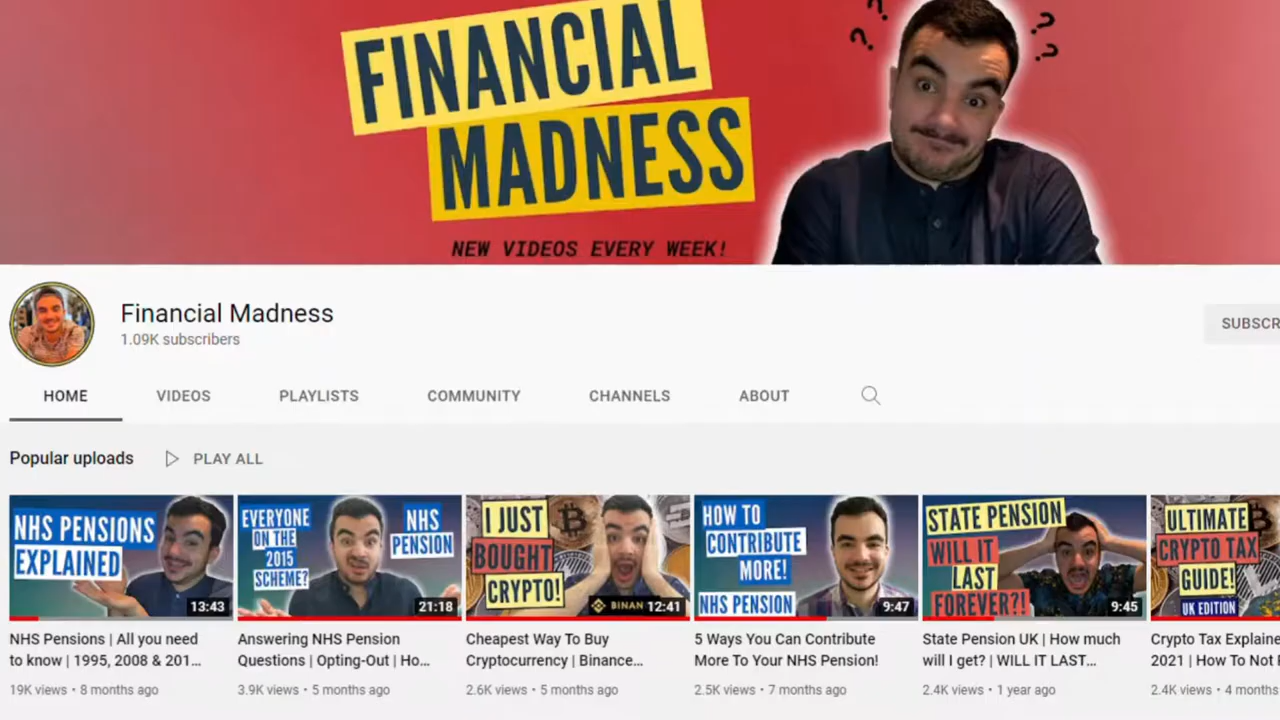 FINANCIAL
MADNESS
NEW VIDEOS EVERY WEEK!
Financial Madness
1.09K subscribers
SUBSCR
HOME
VIDEOS
PLAYLISTS
COMMUNITY
CHANNELS
ABOUT
Popular uploads
PLAY ALL
NHS PENSIONS
EXPLAINED
13:43
EVERYONE
ON THE
2015
SCHEME?
NHS
PENSION
21:18
I JUST
BOUGHT
CRYPTO!
BINAN 12:41
HOW TO
CONTRIBUTE
MORE!
NHS PENSION
9:47
STATE PENSION
WILL IT
LAST
FOREVER?!
9:45
ULTIMATE
CRYPTO TAX
GUIDE!
UK EDITION
NHS Pensions | All you need
to know | 1995, 2008 & 201...
19K views • 8 months ago
Answering NHS Pension
Questions | Opting-Out | Ho...
3.9K views • 5 months ago
Cheapest Way To Buy
Cryptocurrency | Binance...
2.6K views • 5 months ago
5 Ways You Can Contribute
More To Your NHS Pension!
2.5K views • 7 months ago
State Pension UK | How much
will I get? | WILL IT LAST...
2.4K views • 1 year ago
Crypto Tax Explaine
2021 | How To Not
2.4K views • 4 months